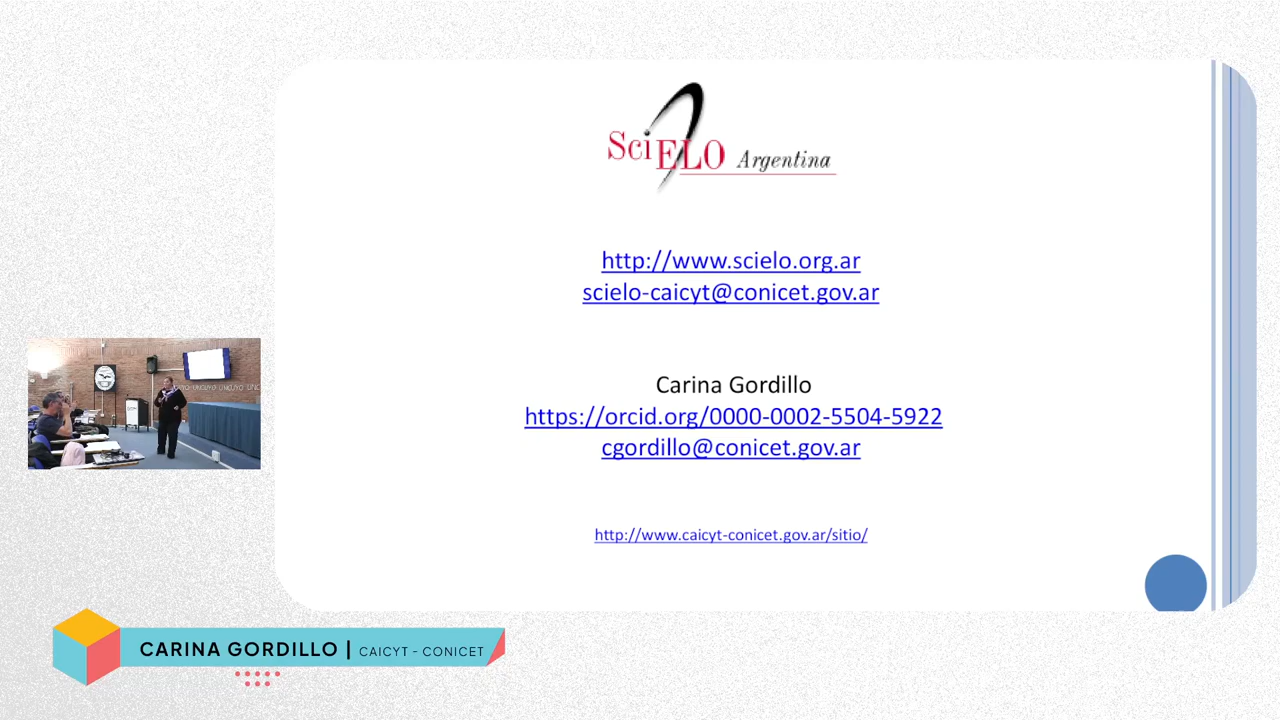 SciELO Argentina
http://www.scielo.org.ar
scielo-caicyt@conicet.gov.ar
Carina Gordillo
https://orcid.org/0000-0002-5504-5922
cgordillo@conicet.gov.ar
http://www.caicyt-conicet.gov.ar/sitio/
CARINA GORDILLO | CAICYT - CONICET